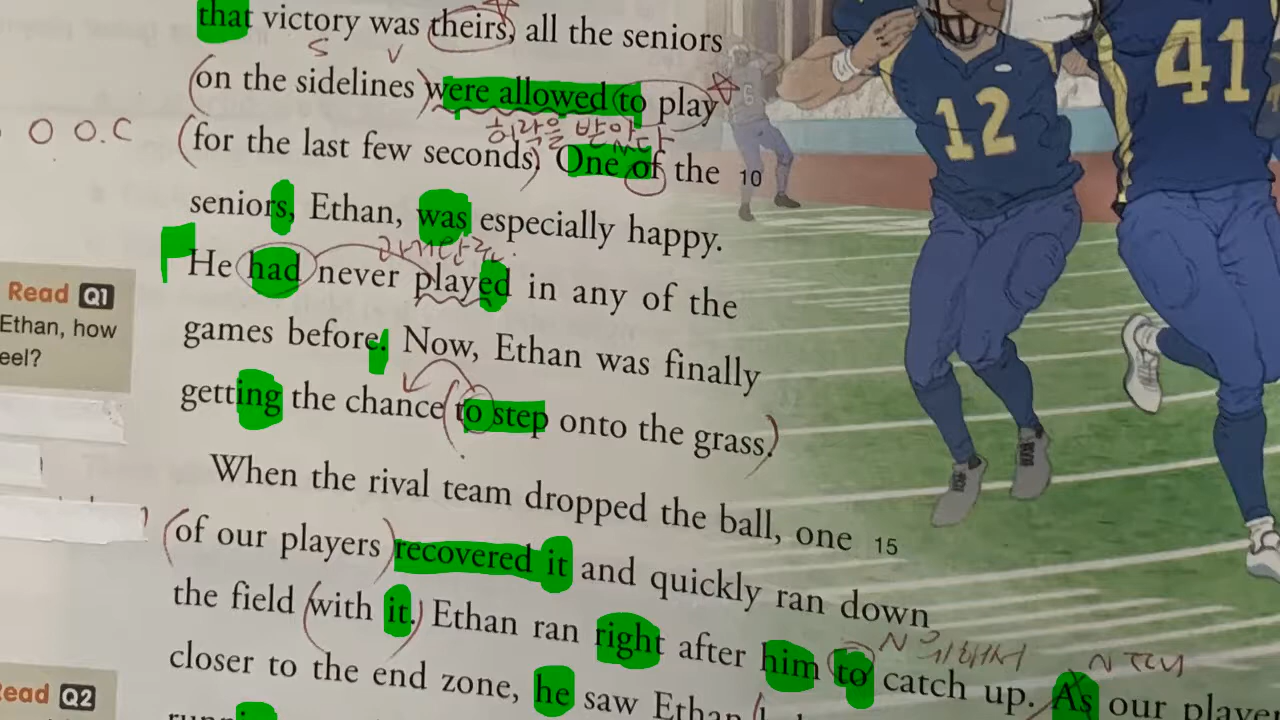 that victory was theirs, all the seniors
S V
on the sidelines were allowed to play
허락을 받았다
O O.C
for the last few seconds. One of the 10
seniors, Ethan, was especially happy.
He had never played in any of the
games before. Now, Ethan was finally
getting the chance to step onto the grass.
When the rival team dropped the ball, one 15
of our players recovered it and quickly ran down
the field with it. Ethan ran right after him to catch up. As our player
N 위해서
closer to the end zone, he saw Ethan
Read Q1
Ethan, how
eel?
ead Q2
12
41